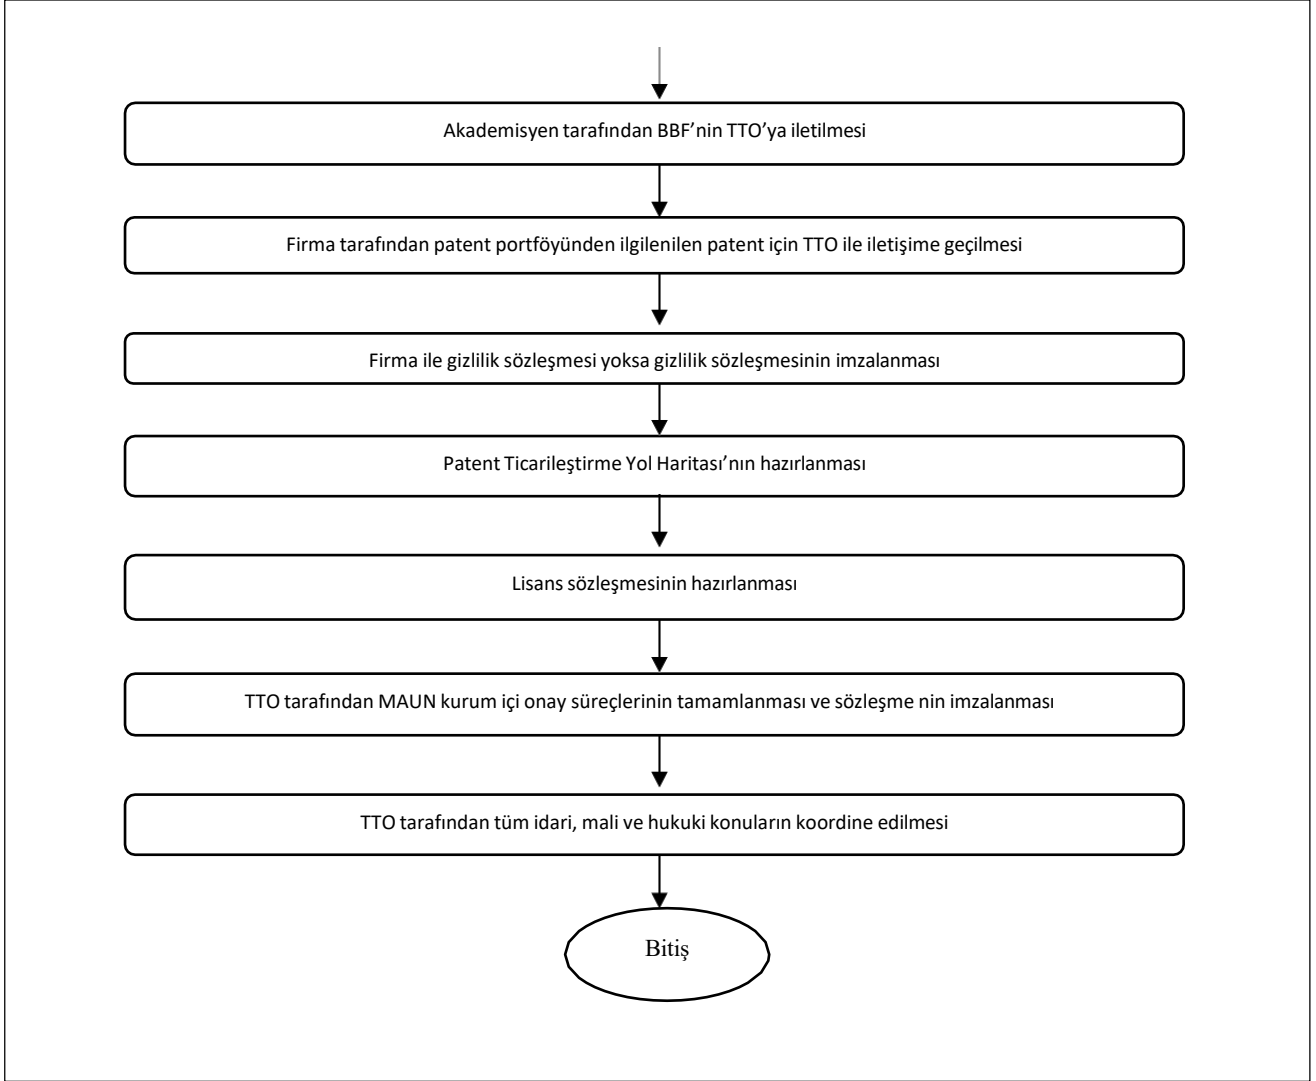 Akademisyen tarafından BBF’nin TTO’ya iletilmesi
Firma tarafından patent portföyünden ilgilenilen patent için TTO ile iletişime geçilmesi
Firma ile gizlilik sözleşmesi yoksa gizlilik sözleşmesinin imzalanması
Patent Ticarileştirme Yol Haritası’nın hazırlanması
Lisans sözleşmesinin hazırlanması
TTO tarafından MAUN kurum içi onay süreçlerinin tamamlanması ve sözleşme nin imzalanması
TTO tarafından tüm idari, mali ve hukuki konuların koordine edilmesi
Bitiş